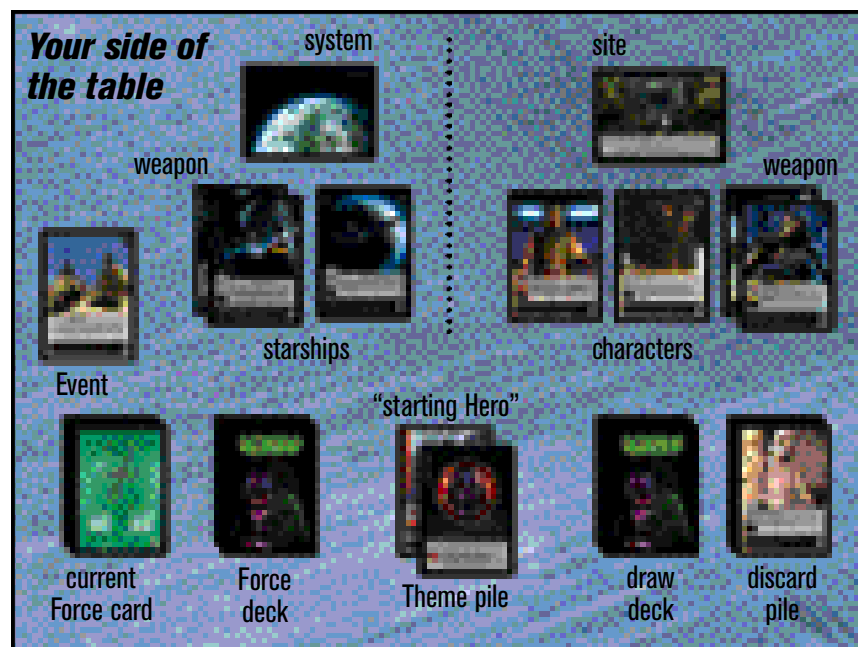 Your side of
the table
system
site
weapon
weapon
starships
characters
Event
“starting Hero”
current
Force card
Force
deck
Theme pile
draw
deck
discard
pile